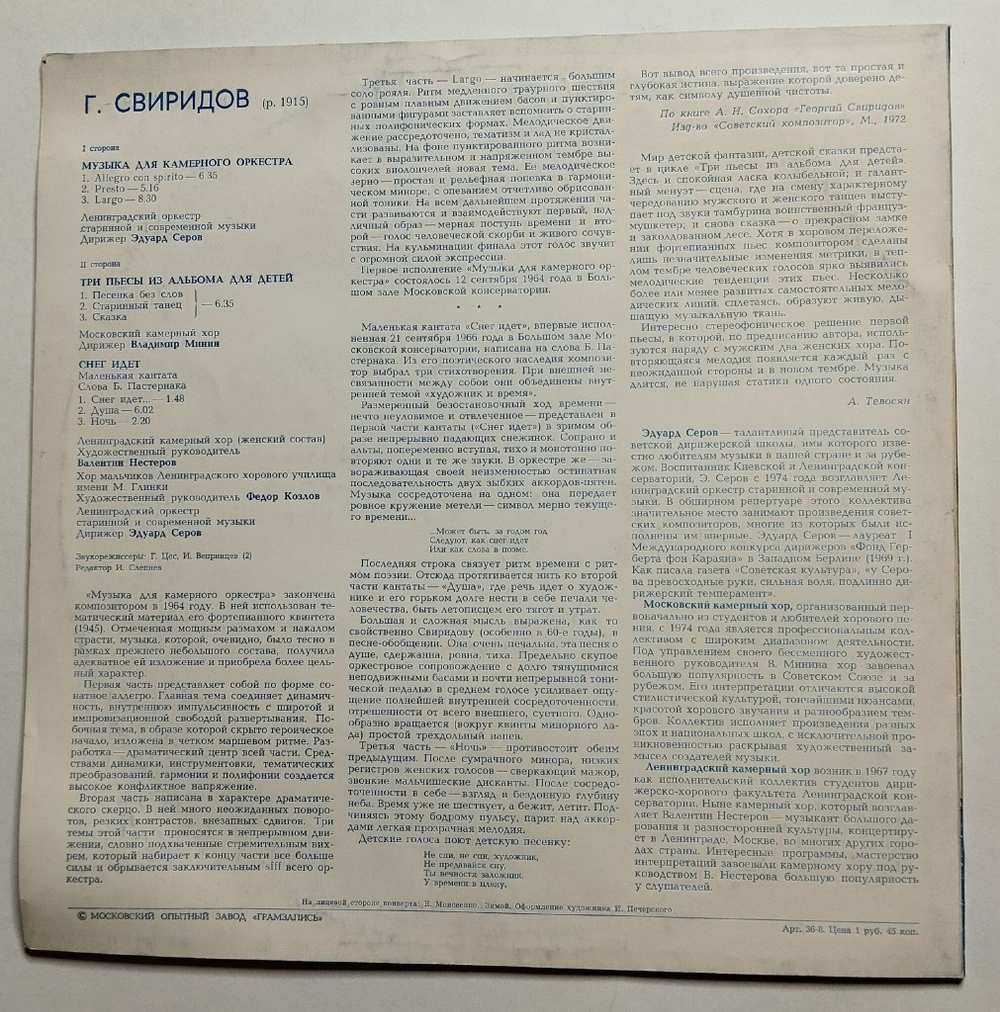 Г. СВИРИДОВ (р. 1915)
I сторона
МУЗЫКА ДЛЯ КАМЕРНОГО ОРКЕСТРА
1. Allegro con spirito — 6.35
2. Presto — 5.16
3. Largo — 8.30
Ленинградский оркестр
старинной и современной музыки
Дирижер Эдуард Серов
II сторона
ТРИ ПЬЕСЫ ИЗ АЛЬБОМА ДЛЯ ДЕТЕЙ
1. Песенка без слов
2. Старинный танец — 6.35
3. Сказка
Московский камерный хор
Дирижер Владимир Минин
СНЕГ ИДЕТ
Маленькая кантата
Слова Б. Пастернака
1. Снег идет... — 1.48
2. Душа — 6.02
3. Ночь — 2.20
Ленинградский камерный хор (женский состав)
Художественный руководитель
Валентин Нестеров
Хор мальчиков Ленинградского хорового училища
имени М. Глинки
Художественный руководитель Федор Козлов
Ленинградский оркестр
старинной и современной музыки
Дирижер Эдуард Серов
Звукорежиссеры: Г. Цес, И. Вепринцев (2)
Редактор И. Слепнев
«Музыка для камерного оркестра» закончена
композитором в 1964 году. В ней использован те-
матический материал его фортепианного квинтета
(1945). Отмеченная мощным размахом и накалом
страсти, музыка, которой, очевидно, было тесно в
рамках прежнего небольшого состава, получила
адекватное ей изложение и приобрела более цель-
ный характер.
Первая часть представляет собой по форме со-
натное аллегро. Главная тема соединяет динамич-
ность, внутреннюю импульсивность с широтой и
импровизационной свободой развертывания. По-
бочная тема, в образе которой скрыто героическое
начало, изложена в четком маршевом ритме. Раз-
работка — драматический центр всей части. Сред-
ствами динамики, инструментовки, тематических
преобразований, гармонии и полифонии создается
высокое конфликтное напряжение.
Вторая часть написана в характере драматиче-
ского скерцо. В ней много неожиданных поворо-
тов, резких контрастов, внезапных сдвигов. Три
темы этой части проносятся в непрерывном дви-
жении, словно подхваченные стремительным вих-
рем, который набирает к концу части все больше
силы и обрывается заключительным sfff всего ор-
кестра.
Третья часть — Largo — начинается большим
соло рояля. Ритм медленного траурного шествия
с ровным плавным движением басов и пунктиро-
ванными фигурами заставляет вспомнить о старин-
ных полифонических формах. Мелодическое дви-
жение рассредоточено, тематизм и лад не кристал-
лизованы. На фоне пунктированного ритма возни-
кает в выразительном и напряженном тембре вы-
соких виолончелей новая тема. Ее мелодическое
зерно — простая и рельефная попевка в гармони-
ческом миноре, с опеванием отчетливо обрисован-
ной тоники. На всем дальнейшем протяжении ча-
сти развиваются и взаимодействуют первый, над-
личный образ — мерная поступь времени и вто-
рой — голос человеческой скорби и живого сочув-
ствия. На кульминации финала этот голос звучит
с огромной силой экспрессии.
Первое исполнение «Музыки для камерного ор-
кестра» состоялось 12 сентября 1964 года в Боль-
шом зале Московской консерватории.
* * *
Маленькая кантата «Снег идет», впервые испол-
ненная 21 сентября 1966 года в Большом зале Мо-
сковской консерватории, написана на слова Б. Па-
стернака. Из его поэтического наследия компози-
тор выбрал три стихотворения. При внешней не-
связанности между собой они объединены внут-
ренней темой «художник и время».
Размеренный безостановочный ход времени —
нечто неуловимое и отвлеченное — представлен в
первой части кантаты («Снег идет») в зримом об-
разе непрерывно падающих снежинок. Сопрано и
альты, попеременно вступая, тихо и монотонно по-
вторяют одни и те же звуки. В оркестре же — за-
вораживающая своей неизменностью остинатная
последовательность двух зыбких аккордов-пятен.
Музыка сосредоточена на одном: она передает
ровное кружение метели — символ мерно текуще-
го времени...
...Может быть, за годом год
Следуют, как снег идет
Или как слова в поэме.
Последняя строка связует ритм времени с рит-
мом поэзии. Отсюда протягивается нить ко второй
части кантаты — «Душа», где речь идет о худож-
нике и его горьком долге нести в себе печали че-
ловечества, быть летописцем его тягот и утрат.
Большая и сложная мысль выражена, как то
свойственно Свиридову (особенно в 60-е годы), в
песне-обобщении. Она очень печальна, эта песня о
душе, сдержанна, ровна, тиха. Предельно скупое
оркестровое сопровождение с долго тянущимися
неподвижными басами и почти непрерывной тони-
ческой педалью в среднем голосе усиливает ощу-
щение полнейшей внутренней сосредоточенности,
отрешенности от всего внешнего, суетного. Одно-
образно вращается (вокруг квинты минорного ла-
да) простой трехдольный напев.
Третья часть — «Ночь» — противостоит обеим
предыдущим. После сумрачного минора, низких
регистров женских голосов — сверкающий мажор,
звонкие мальчишеские дисканты. После сосредо-
точенности в себе — взгляд в бездонную глубину
неба. Время уже не шествует, а бежит, летит. Под-
чиняясь этому бодрому пульсу, парит над аккор-
дами легкая прозрачная мелодия.
Детские голоса поют детскую песенку:
Не спи, не спи, художник,
Не предавайся сну,
Ты вечности заложник
У времени в плену.
Вот вывод всего произведения, вот та простая и
глубокая истина, выражение которой доверено де-
тям, как символу душевной чистоты.
По книге А. Н. Сохора «Георгий Свиридов»
Изд-во «Советский композитор», М., 1972
Мир детской фантазии, детской сказки предста-
ет в цикле «Три пьесы из альбома для детей».
Здесь и спокойная ласка колыбельной; и галант-
ный менуэт — сцена, где на смену характерному
чередованию мужского и женского танцев высту-
пает под звуки тамбурина воинственный француз-
мушкетер; и снова сказка — о прекрасном замке
и заколдованном лесе. Хотя в хоровом переложе-
нии фортепианных пьес композитором сделаны
лишь незначительные изменения метрики, в теп-
лом тембре человеческих голосов ярко выявились
мелодические тенденции этих пьес. Несколько
более или менее развитых самостоятельных мело-
дических линий, сплетаясь, образуют живую, ды-
шащую музыкальную ткань.
Интересно стереофоническое решение первой
пьесы, в которой, по предписанию автора, исполь-
зуются наряду с мужским два женских хора. По-
вторяющаяся мелодия появляется каждый раз с
неожиданной стороны и в новом тембре. Музыка
длится, не нарушая статики одного состояния.
А. Тевосян
Эдуард Серов — талантливый представитель со-
ветской дирижерской школы, имя которого изве-
стно любителям музыки в нашей стране и за рубе-
жом. Воспитанник Киевской и Ленинградской кон-
серваторий, Э. Серов с 1974 года возглавляет Ле-
нинградский оркестр старинной и современной му-
зыки. В обширном репертуаре этого коллектива
значительное место занимают произведения совет-
ских композиторов, многие из которых были ис-
полнены им впервые. Эдуард Серов — лауреат I
Международного конкурса дирижеров «Фонд Гер-
берта фон Караяна» в Западном Берлине (1969 г.).
Как писала газета «Советская культура», «у Серо-
ва превосходные руки, сильная воля, подлинно ди-
рижерский темперамент».
Московский камерный хор, организованный пер-
воначально из студентов и любителей хорового пе-
ния, с 1974 года является профессиональным кол-
лективом с широким диапазоном деятельности.
Под управлением своего бессменного художест-
венного руководителя В. Минина хор завоевал
большую популярность в Советском Союзе и за
рубежом. Его интерпретации отличаются высокой
стилистической культурой, тончайшими нюансами,
красотой хорового звучания и разнообразием тем-
бров. Коллектив исполняет произведения разных
эпох и национальных школ, с исключительной про-
никновенностью раскрывая художественный за-
мысел создателей музыки.
Ленинградский камерный хор возник в 1967 году
как исполнительский коллектив студентов дири-
жерско-хорового факультета Ленинградской кон-
серватории. Ныне камерный хор, который возглав-
ляет Валентин Нестеров — музыкант большого да-
рования и разносторонней культуры, концертиру-
ет в Ленинграде, Москве, во многих других горо-
дах страны. Интересные программы, мастерство
интерпретаций завоевали камерному хору под ру-
ководством В. Нестерова большую популярность
у слушателей.
На лицевой стороне конверта: Е. Моисеенко. Зимой. Оформление художника И. Печерского
© МОСКОВСКИЙ ОПЫТНЫЙ ЗАВОД «ГРАМЗАПИСЬ»
Арт. 36-8. Цена 1 руб. 45 коп.